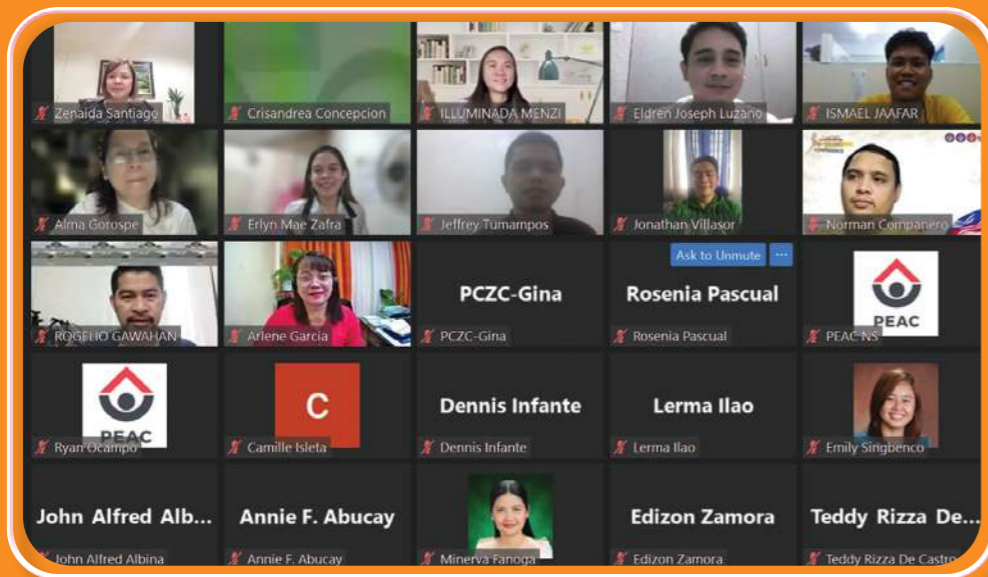 Zenaida Santiago
Crisandrea Concepcion
ILLUMINADA MENZI
Eldren Joseph Luzano
ISMAEL JAAFAR
Alma Gorospe
Erlyn Mae Zafra
Jeffrey Tumampos
Jonathan Villasor
Norman Companero
ROGELIO GAWAHAN
Arlene Garcia
PCZC-Gina
PCZC-Gina
Ask to Unmute ...
Rosenia Pascual
Rosenia Pascual
PEAC
PEAC NS
PEAC
Ryan Ocampo
C
Camille Isleta
Dennis Infante
Dennis Infante
Lerma Ilao
Lerma Ilao
Emily Singbenco
John Alfred Alb...
John Alfred Albina
Annie F. Abucay
Annie F. Abucay
Minerva Fanoga
Edizon Zamora
Edizon Zamora
Teddy Rizza De...
Teddy Rizza De Castro